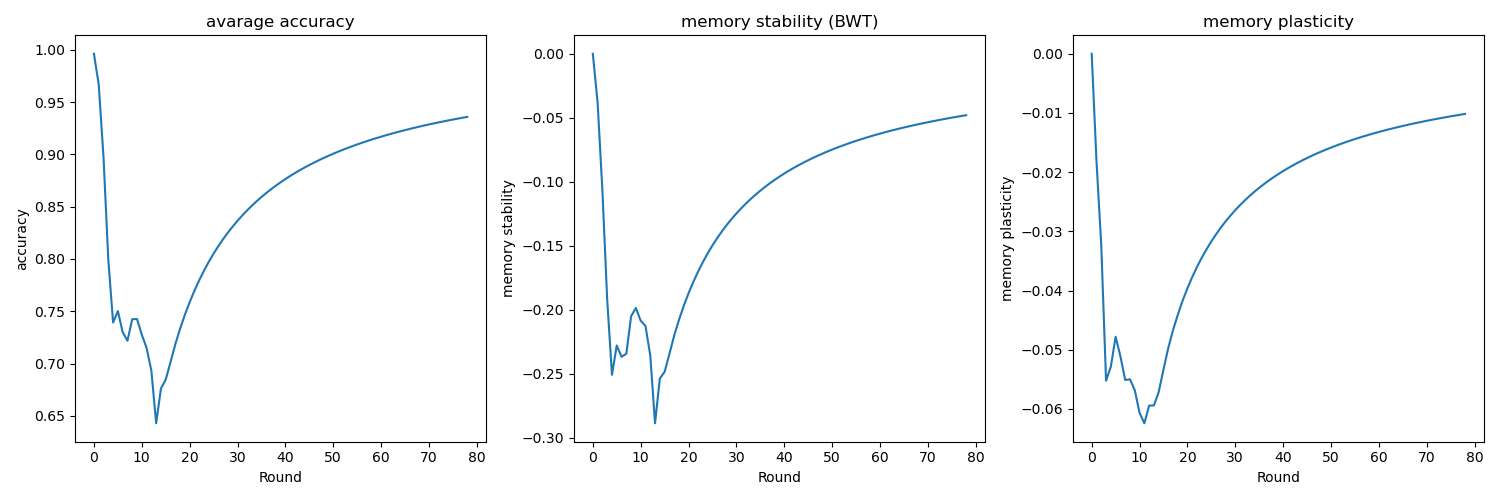 avarage accuracy
accuracy
1.00
0.95
0.90
0.85
0.80
0.75
0.70
0.65
0 10 20 30 40 50 60 70 80
Round
memory stability (BWT)
memory stability
0.00
−0.05
−0.10
−0.15
−0.20
−0.25
−0.30
0 10 20 30 40 50 60 70 80
Round
memory plasticity
memory plasticity
0.00
−0.01
−0.02
−0.03
−0.04
−0.05
−0.06
0 10 20 30 40 50 60 70 80
Round